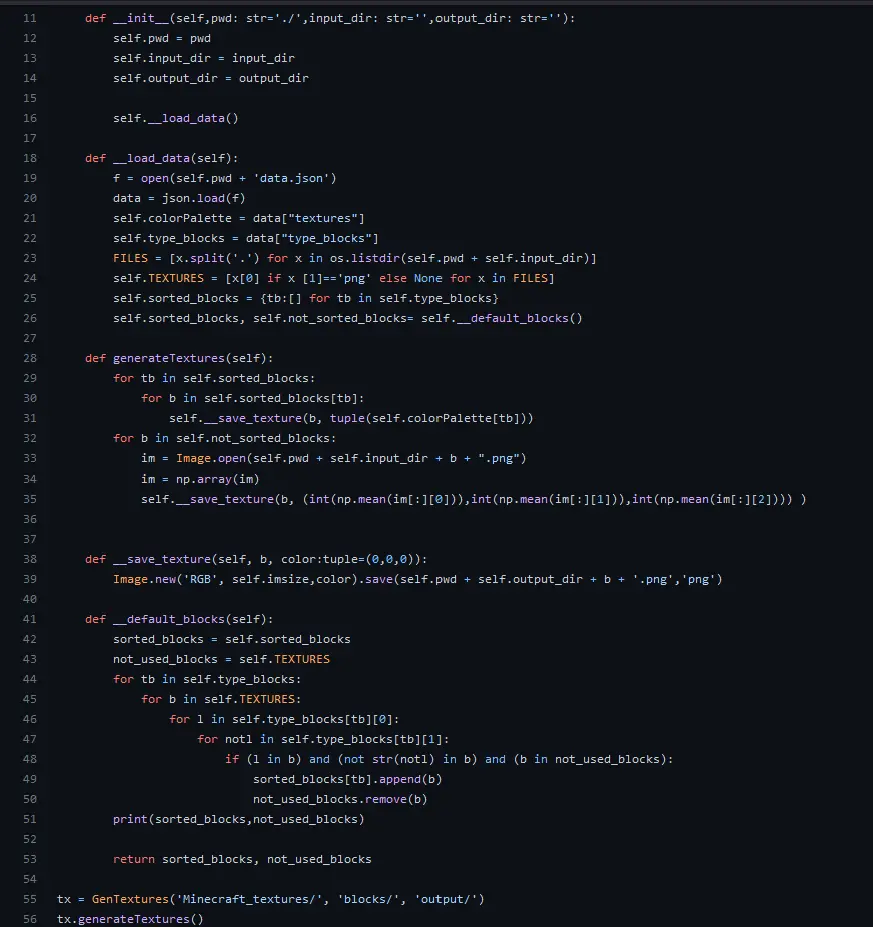 11 def __init__(self,pwd: str='./',input_dir: str='',output_dir: str=''):
12 self.pwd = pwd
13 self.input_dir = input_dir
14 self.output_dir = output_dir
15
16 self.__load_data()
17
18 def __load_data(self):
19 f = open(self.pwd + 'data.json')
20 data = json.load(f)
21 self.colorPalette = data["textures"]
22 self.type_blocks = data["type_blocks"]
23 FILES = [x.split('.') for x in os.listdir(self.pwd + self.input_dir)]
24 self.TEXTURES = [x[0] if x [1]=='png' else None for x in FILES]
25 self.sorted_blocks = {tb:[] for tb in self.type_blocks}
26 self.sorted_blocks, self.not_sorted_blocks= self.__default_blocks()
27
28 def generateTextures(self):
29 for tb in self.sorted_blocks:
30 for b in self.sorted_blocks[tb]:
31 self.__save_texture(b, tuple(self.colorPalette[tb]))
32 for b in self.not_sorted_blocks:
33 im = Image.open(self.pwd + self.input_dir + b + ".png")
34 im = np.array(im)
35 self.__save_texture(b, (int(np.mean(im[:][0])),int(np.mean(im[:][1])),int(np.mean(im[:][2]))) )
36
37
38 def __save_texture(self, b, color:tuple=(0,0,0)):
39 Image.new('RGB', self.imsize,color).save(self.pwd + self.output_dir + b + '.png','png')
40
41 def __default_blocks(self):
42 sorted_blocks = self.sorted_blocks
43 not_used_blocks = self.TEXTURES
44 for tb in self.type_blocks:
45 for b in self.TEXTURES:
46 for l in self.type_blocks[tb][0]:
47 for notl in self.type_blocks[tb][1]:
48 if (l in b) and (not str(notl) in b) and (b in not_used_blocks):
49 sorted_blocks[tb].append(b)
50 not_used_blocks.remove(b)
51 print(sorted_blocks,not_used_blocks)
52
53 return sorted_blocks, not_used_blocks
54
55 tx = GenTextures('Minecraft_textures/', 'blocks/', 'output/')
56 tx.generateTextures()